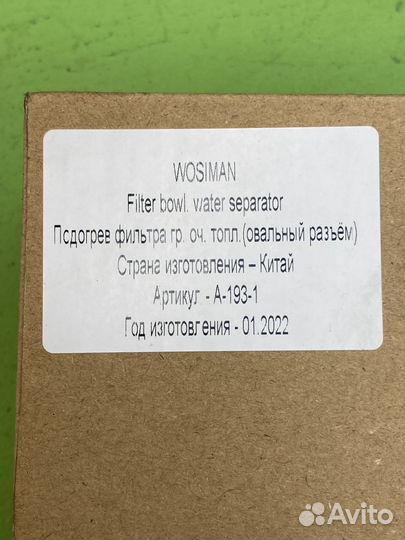 WOSIMAN
Filter bowl. water separator
Подогрев фильтра гр. оч. топл.(овальный разъём)
Страна изготовления – Китай
Артикул - А-193-1
Год изготовления - 01.2022
Avito